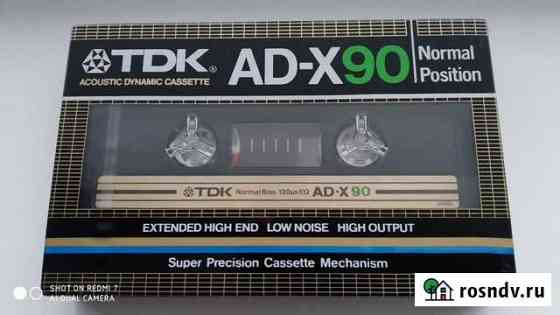 TDK® AD-X90 Normal
ACOUSTIC DYNAMIC CASSETTE Position
TDK Normal Bias 120μs EQ AD-X 90
EXTENDED HIGH END LOW NOISE HIGH OUTPUT
Super Precision Cassette Mechanism
SHOT ON REDMI 7
AI DUAL CAMERA
rosndv.ru